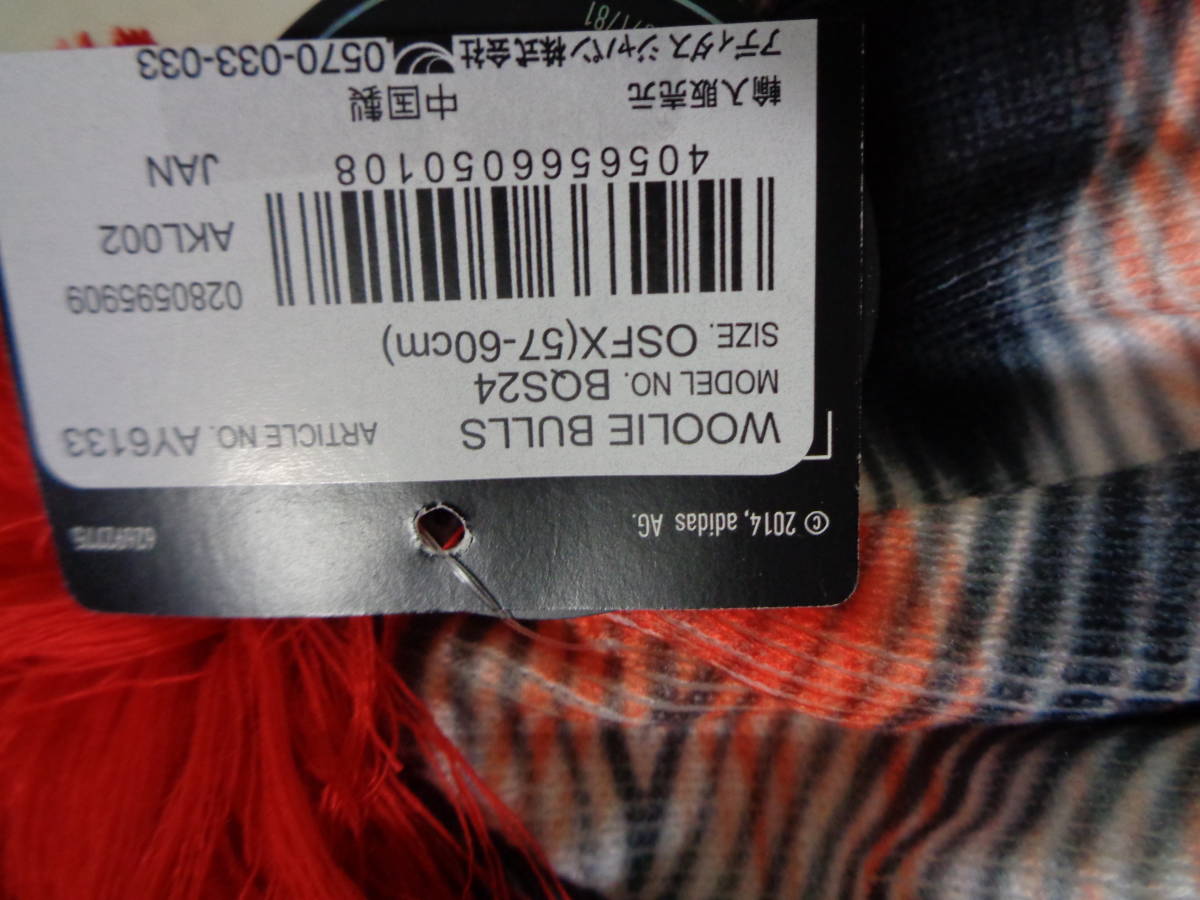 © 2014, adidas AG.
WOOLIE BULLS ARTICLE NO. AY6133
MODEL NO. BQS24
SIZE. OSFX(57-60cm)
0280595909
AKL002
4056566050108 JAN
輸入販売元 中国製
アディダス ジャパン株式会社 0570-033-033